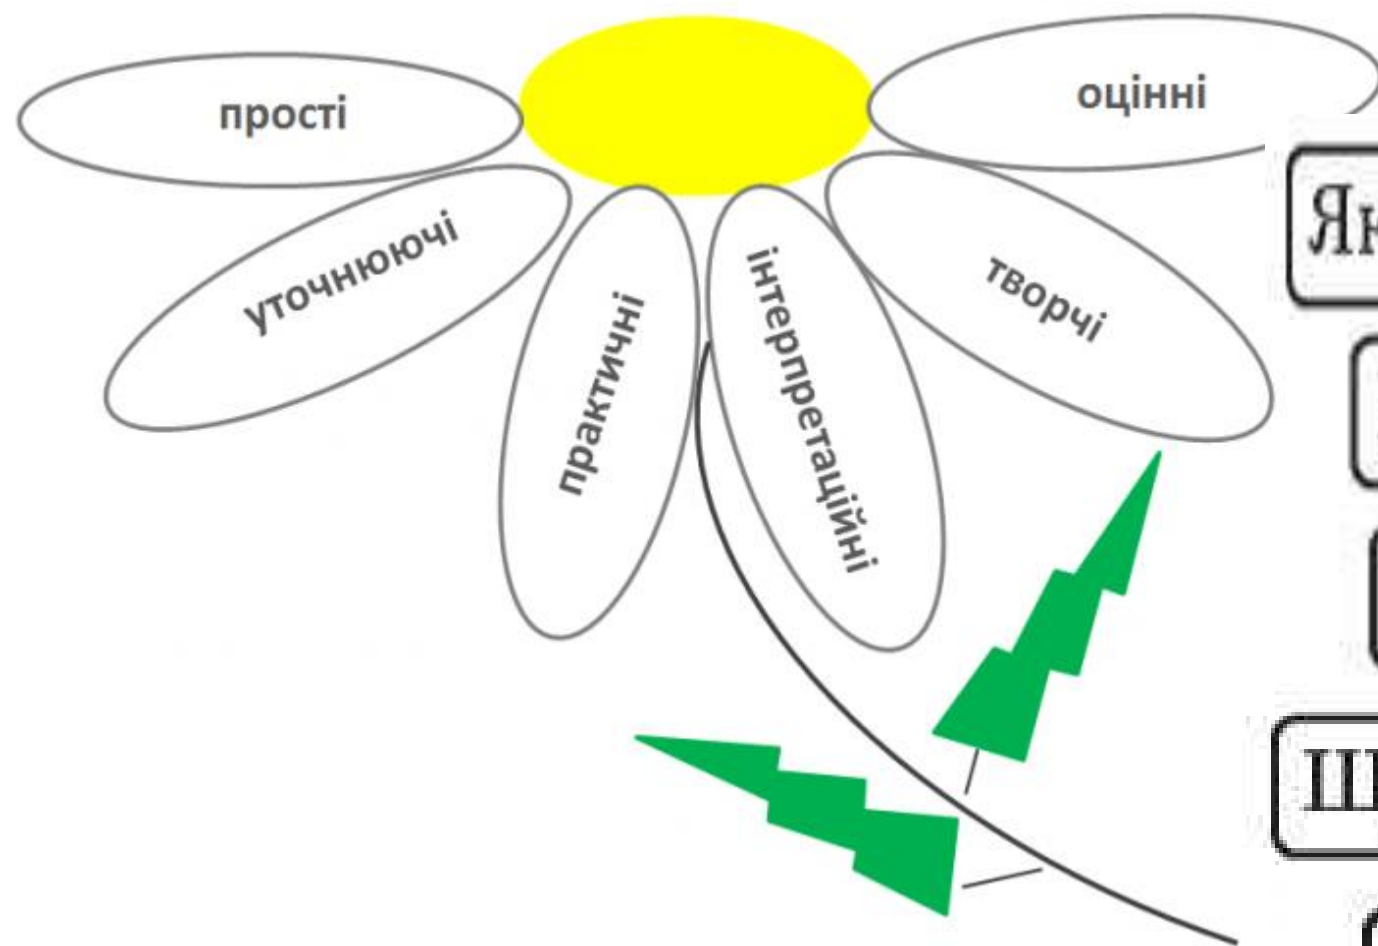 прості
оцінні
уточнюючі
практичні
інтерпретаційні
творчі